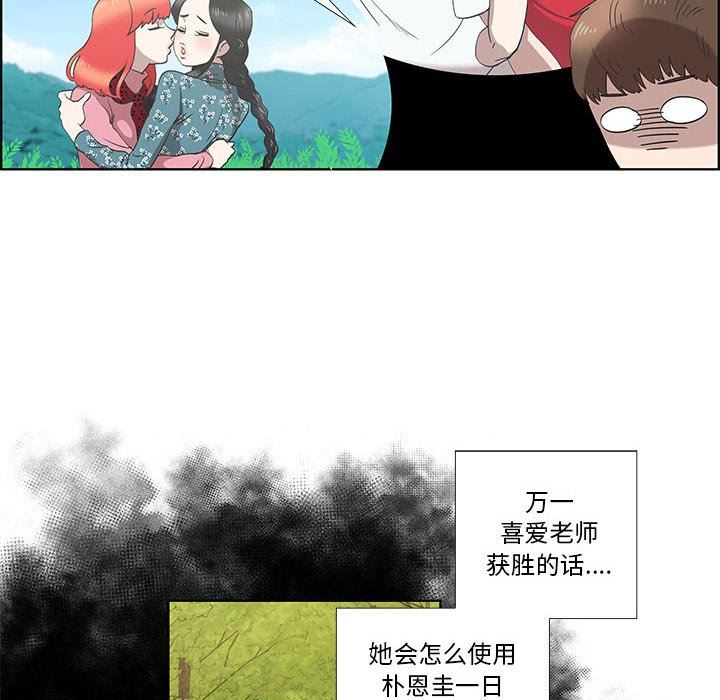 万一
喜爱老师
获胜的话....
她会怎么使用
朴恩圭一日